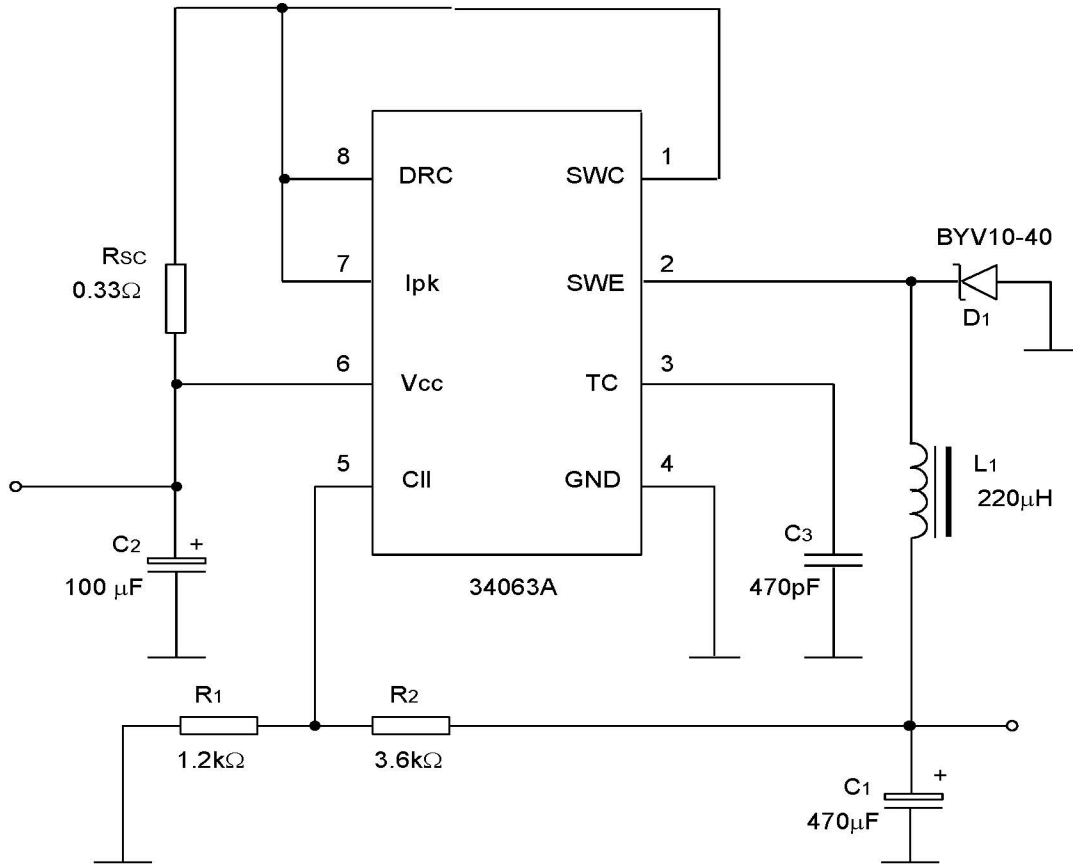 8
DRC
SWC
1
BYV10-40
RSC
0.33Ω
7
Ipk
SWE
2
D1
6
Vcc
TC
3
5
CII
GND
4
L1
220µH
C2
+
100 µF
34063A
C3
470pF
R1
R2
1.2kΩ
3.6kΩ
C1
+
470µF